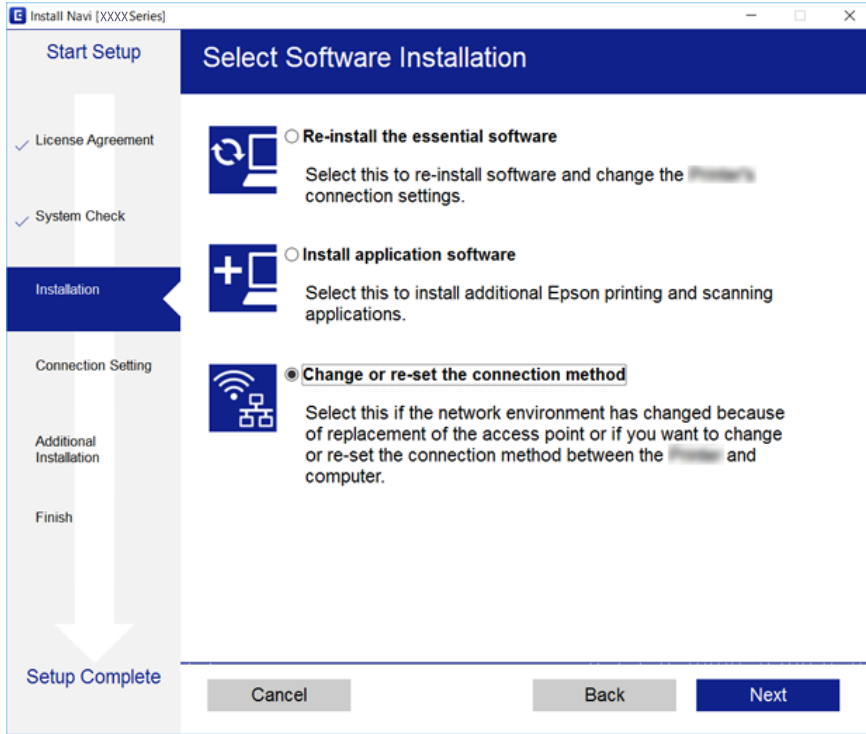 Install Navi [XXXXSeries]
Start Setup
License Agreement
System Check
Installation
Connection Setting
Additional
Installation
Finish
Setup Complete
Select Software Installation
Re-install the essential software
Select this to re-install software and change the
connection settings.
Install application software
Select this to install additional Epson printing and scanning
applications.
Change or re-set the connection method
Select this if the network environment has changed because
of replacement of the access point or if you want to change
or re-set the connection method between the and
computer.
Cancel
Back
Next